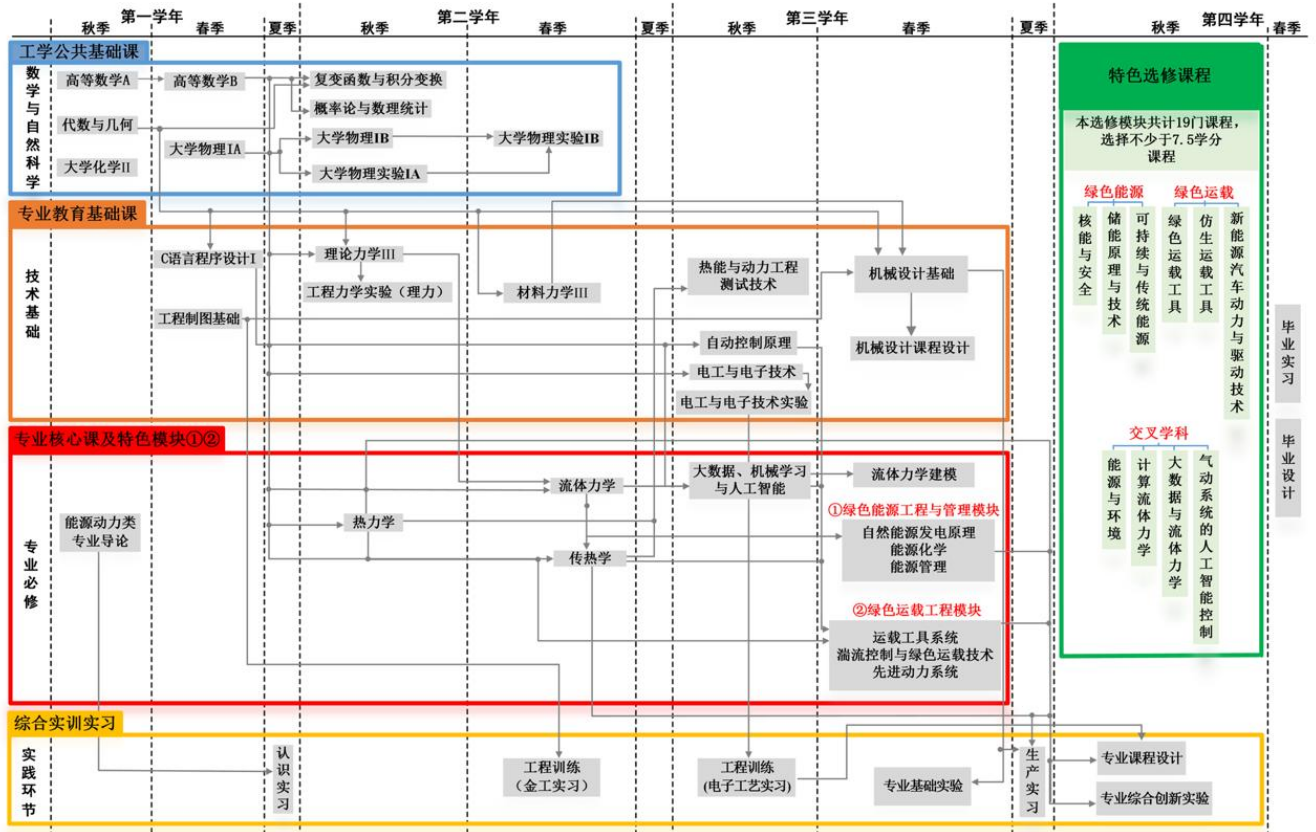 第一学年
第二学年
第三学年
第四学年
秋季
春季
夏季
秋季
春季
夏季
秋季
春季
夏季
秋季
春季
工学公共基础课
数学与自然科学
高等数学A
高等数学B
复变函数与积分变换
概率论与数理统计
代数与几何
大学物理IA
大学物理IB
大学物理实验IB
大学化学II
大学物理实验IA
专业教育基础课
技术基础
C语言程序设计I
理论力学III
工程力学实验（理力）
材料力学III
工程制图基础
热能与动力工程
测试技术
机械设计基础
自动控制原理
机械设计课程设计
电工与电子技术
电工与电子技术实验
专业核心课及特色模块①②
专业必修
能源动力类
专业导论
热力学
流体力学
传热学
大数据、机械学习
与人工智能
流体力学建模
①绿色能源工程与管理模块
自然能源发电原理
能源化学
能源管理
②绿色运载工程模块
运载工具系统
湍流控制与绿色运载技术
先进动力系统
综合实训实习
实践环节
认识实习
工程训练
（金工实习）
工程训练
(电子工艺实习)
专业基础实验
生产实习
专业课程设计
专业综合创新实验
特色选修课程
本选修模块共计19门课程，
选择不少于7.5学分
课程
绿色能源
核能与安全
储能原理与技术
可持续与传统能源
绿色运载
绿色运载工具
仿生运载工具
新能源汽车动力与驱动技术
交叉学科
能源与环境
计算流体力学
大数据与流体力学
气动系统的人工智能控制
毕业实习
毕业设计